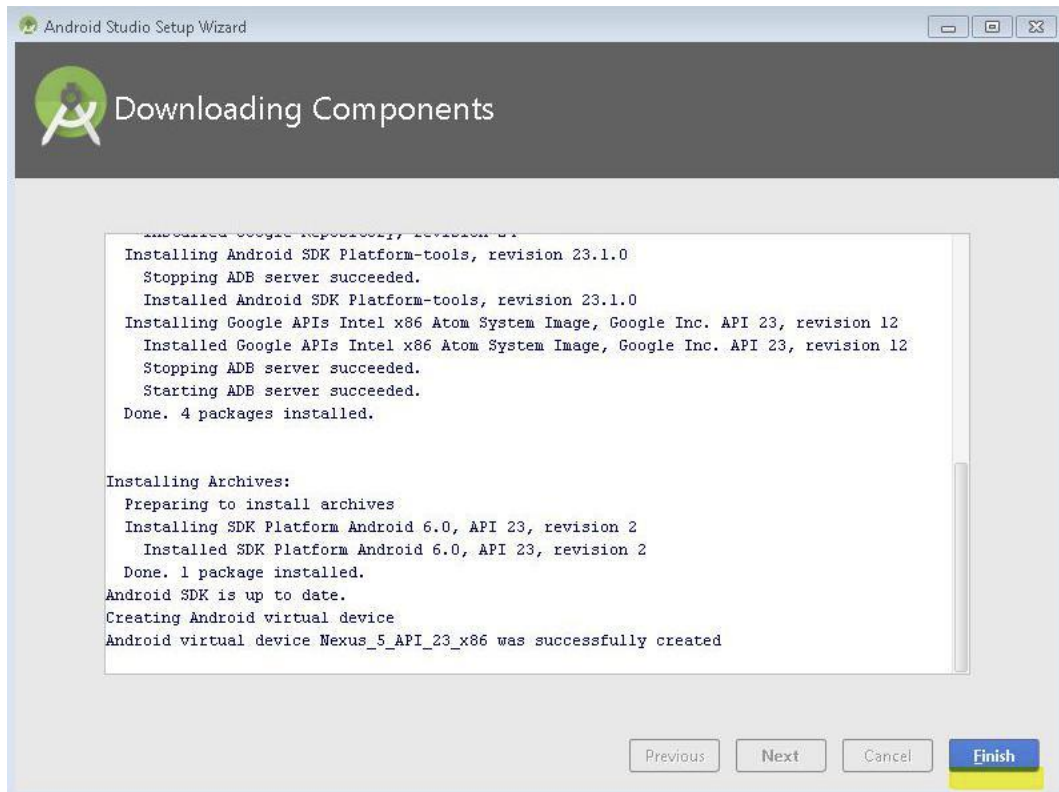 Android Studio Setup Wizard
Downloading Components
Installed Google Repository, revision
Installing Android SDK Platform-tools, revision 23.1.0
Stopping ADB server succeeded.
Installed Android SDK Platform-tools, revision 23.1.0
Installing Google APIs Intel x86 Atom System Image, Google Inc. API 23, revision 12
Installed Google APIs Intel x86 Atom System Image, Google Inc. API 23, revision 12
Stopping ADB server succeeded.
Starting ADB server succeeded.
Done. 4 packages installed.
Installing Archives:
Preparing to install archives
Installing SDK Platform Android 6.0, API 23, revision 2
Installed SDK Platform Android 6.0, API 23, revision 2
Done. 1 package installed.
Android SDK is up to date.
Creating Android virtual device
Android virtual device Nexus_5_API_23_x86 was successfully created
Previous
Next
Cancel
Finish